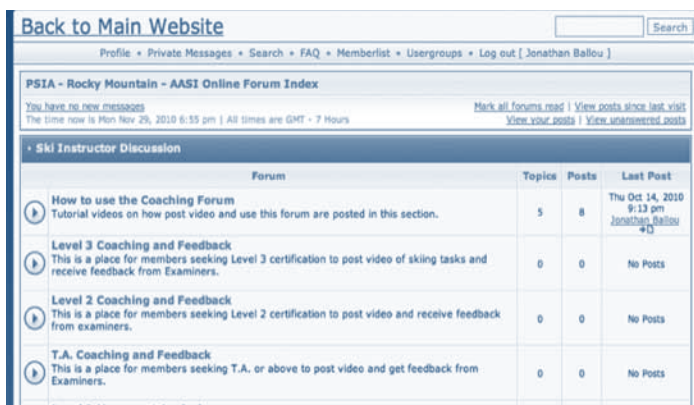 Back to Main Website
Search
Profile • Private Messages • Search • FAQ • Memberlist • Usergroups • Log out [ Jonathan Ballou ]
PSIA - Rocky Mountain - AASI Online Forum Index
You have no new messages
Mark all forums read | View posts since last visit
The time now is Mon Nov 29, 2010 6:55 pm | All times are GMT - 7 Hours
View your posts | View unanswered posts
• Ski Instructor Discussion
Forum Topics Posts Last Post
How to use the Coaching Forum
Tutorial videos on how post video and use this forum are posted in this section.
5 8
Thu Oct 14, 2010
9:13 pm
Jonathan Ballou
Level 3 Coaching and Feedback
This is a place for members seeking Level 3 certification to post video of skiing tasks and
receive feedback from Examiners.
0 0 No Posts
Level 2 Coaching and Feedback
This is a place for members seeking Level 2 certification to post video and receive feedback
from examiners.
0 0 No Posts
T.A. Coaching and Feedback
This is a place for members seeking T.A. or above to post video and get feedback from
Examiners.
0 0 No Posts